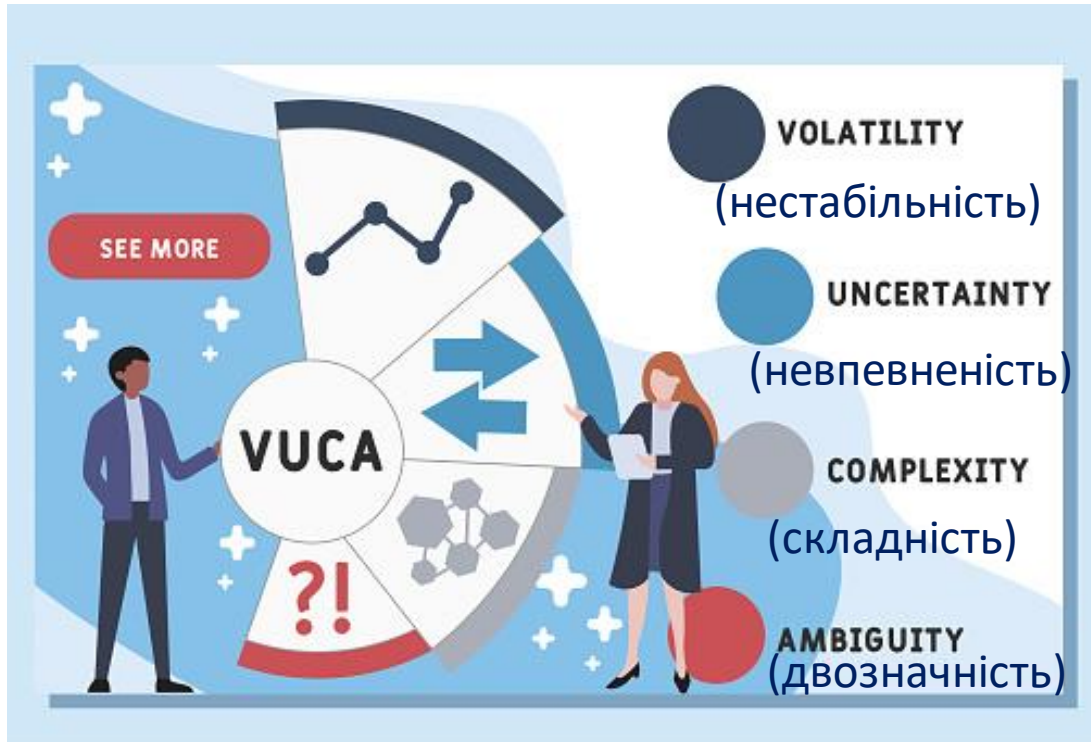 SEE MORE
VUCA
?!
VOLATILITY
(нестабільність)
UNCERTAINTY
(невпевненість)
COMPLEXITY
(складність)
AMBIGUITY
(двозначність)